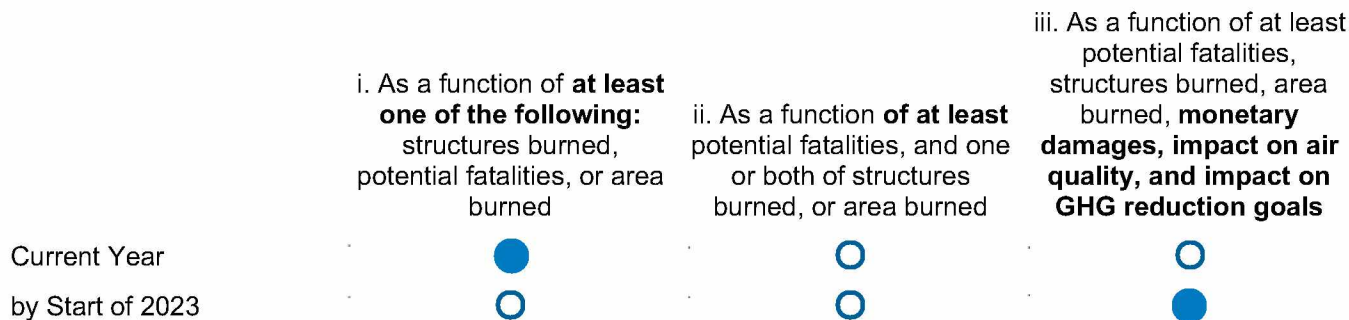 i. As a function of at least
one of the following:
structures burned,
potential fatalities, or area
burned
ii. As a function of at least
potential fatalities, and one
or both of structures
burned, or area burned
iii. As a function of at least
potential fatalities,
structures burned, area
burned, monetary
damages, impact on air
quality, and impact on
GHG reduction goals
Current Year
by Start of 2023